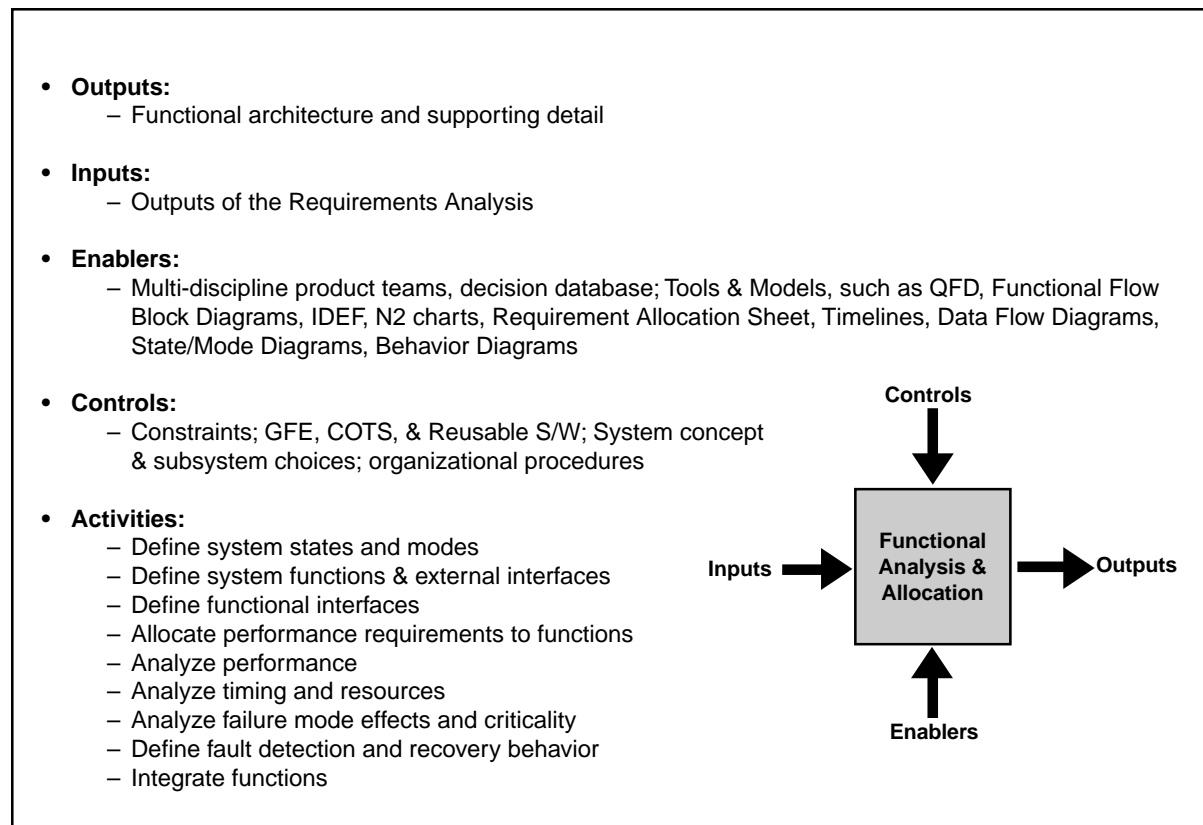 • Outputs:
– Functional architecture and supporting detail
• Inputs:
– Outputs of the Requirements Analysis
• Enablers:
– Multi-discipline product teams, decision database; Tools & Models, such as QFD, Functional Flow
Block Diagrams, IDEF, N2 charts, Requirement Allocation Sheet, Timelines, Data Flow Diagrams,
State/Mode Diagrams, Behavior Diagrams
• Controls:
– Constraints; GFE, COTS, & Reusable S/W; System concept
& subsystem choices; organizational procedures
• Activities:
– Define system states and modes
– Define system functions & external interfaces
– Define functional interfaces
– Allocate performance requirements to functions
– Analyze performance
– Analyze timing and resources
– Analyze failure mode effects and criticality
– Define fault detection and recovery behavior
– Integrate functions
Controls
Inputs
Functional
Analysis &
Allocation
Outputs
Enablers